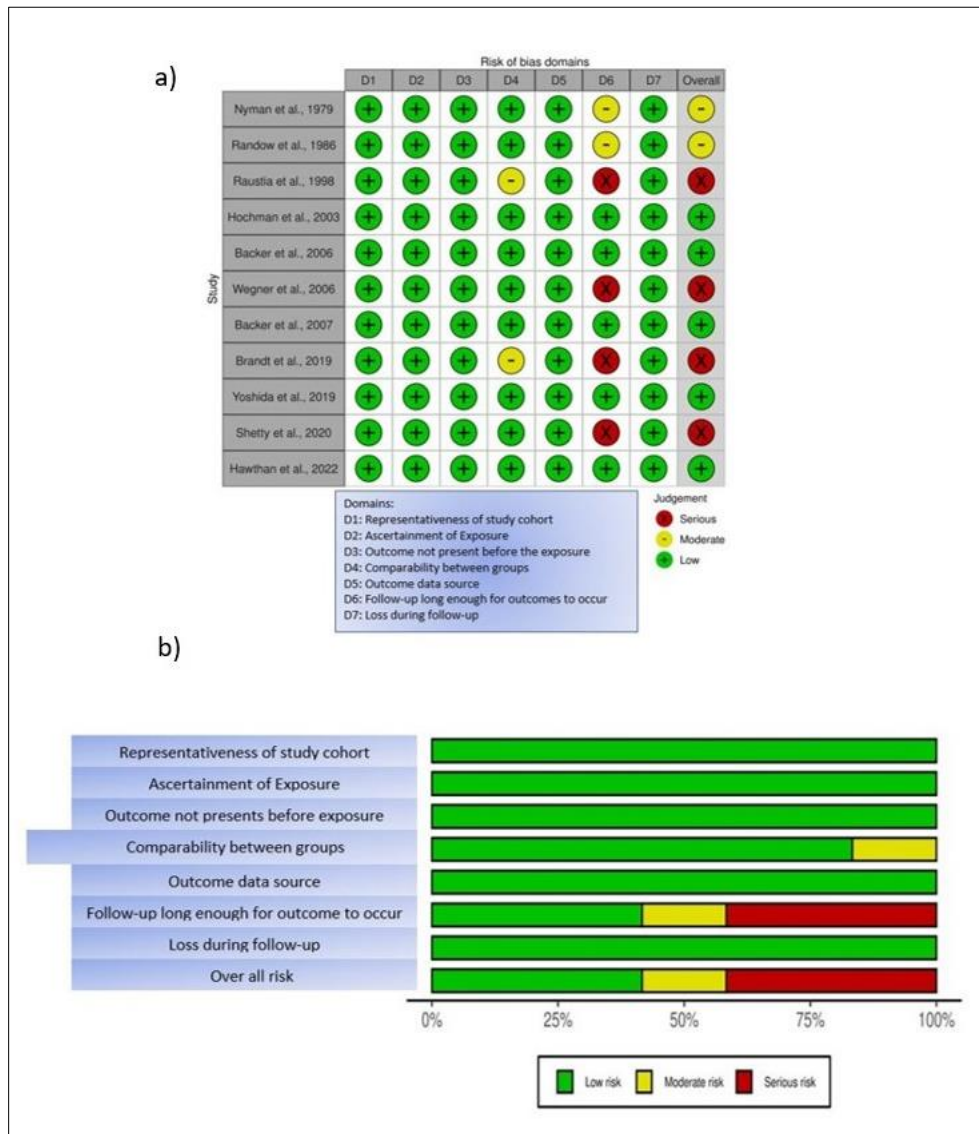 a)
Risk of bias domains
D1 D2 D3 D4 D5 D6 D7 Overall
Study
Nyman et al., 1979 + + + + + - + -
Randow et al., 1986 + + + + + - + -
Raustia et al., 1998 + + + - + X + X
Hochman et al., 2003 + + + + + + + +
Backer et al., 2006 + + + + + + + +
Wegner et al., 2006 + + + + + X + X
Backer et al., 2007 + + + + + + + +
Brandt et al., 2019 + + + - + X + X
Yoshida et al., 2019 + + + + + + + +
Shetty et al., 2020 + + + + + X + X
Hawthan et al., 2022 + + + + + + + +
Domains:
D1: Representativeness of study cohort
D2: Ascertainment of Exposure
D3: Outcome not present before the exposure
D4: Comparability between groups
D5: Outcome data source
D6: Follow-up long enough for outcomes to occur
D7: Loss during follow-up
Judgement
X Serious
- Moderate
+ Low
b)
Representativeness of study cohort
Ascertainment of Exposure
Outcome not presents before exposure
Comparability between groups
Outcome data source
Follow-up long enough for outcome to occur
Loss during follow-up
Over all risk
0% 25% 50% 75% 100%
Low risk Moderate risk Serious risk